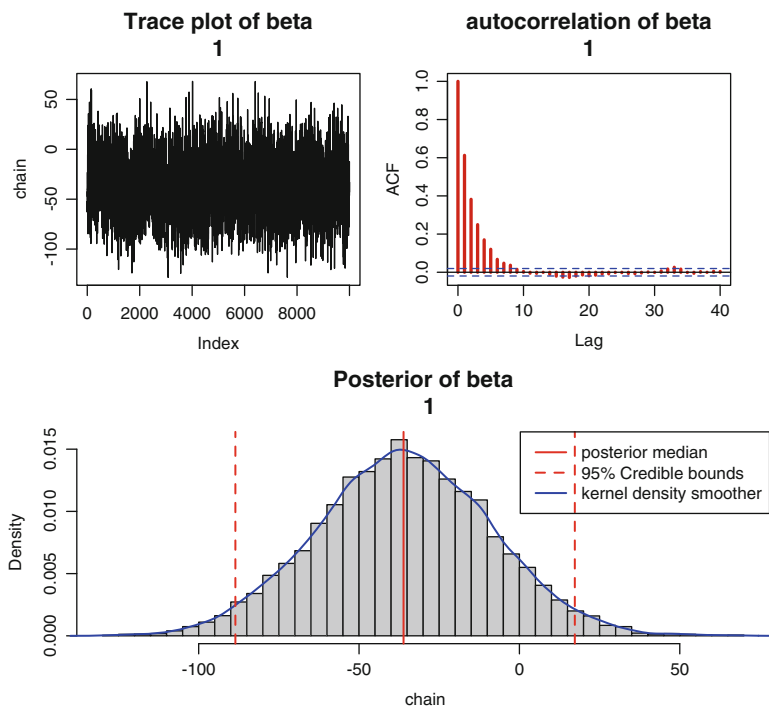 Trace plot of beta
1
chain
50
0
-50
-100
0 2000 4000 6000 8000
Index
autocorrelation of beta
1
ACF
1.0
0.8
0.6
0.4
0.2
0.0
0 10 20 30 40
Lag
Posterior of beta
1
Density
0.015
0.010
0.005
0.000
-100 -50 0 50
chain
posterior median
95% Credible bounds
kernel density smoother